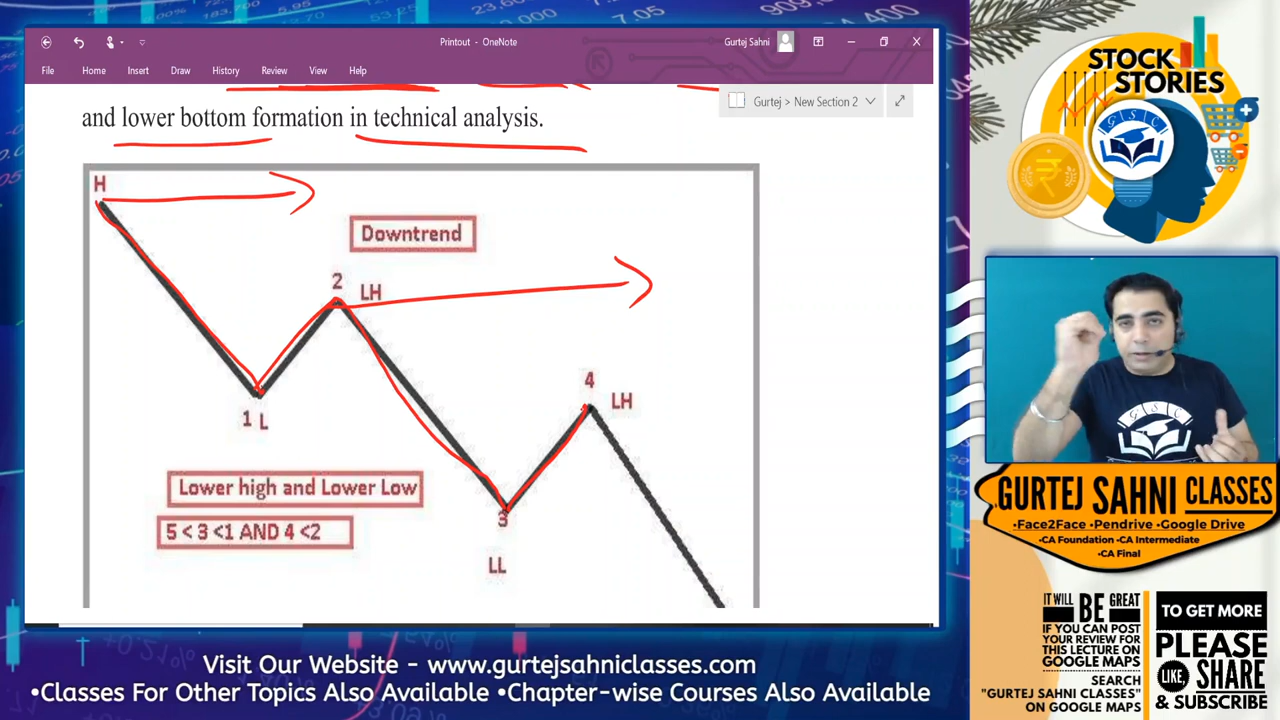 Printout - OneNote
Gurtej Sahni
File Home Insert Draw History Review View Help
Gurtej > New Section 2
and lower bottom formation in technical analysis.
H
Downtrend
2
LH
1 L
4
LH
Lower high and Lower Low
5 < 3 <1 AND 4 <2
3
LL
STOCK
STORIES
GSC
₹
GSC
GURTEJ SAHNI CLASSES
•Face2Face •Pendrive •Google Drive
•CA Foundation •CA Intermediate
•CA Final
IT WILL BE GREAT
IF YOU CAN POST
YOUR REVIEW FOR
THIS LECTURE ON
GOOGLE MAPS
SEARCH
"GURTEJ SAHNI CLASSES"
ON GOOGLE MAPS
TO GET MORE
PLEASE
LIKE, SHARE
& SUBSCRIBE
Visit Our Website - www.gurtejsahniclasses.com
•Classes For Other Topics Also Available •Chapter-wise Courses Also Available